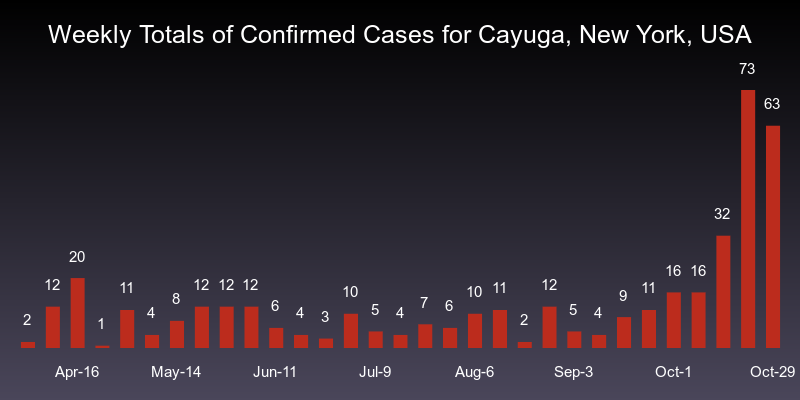 Weekly Totals of Confirmed Cases for Cayuga, New York, USA
2 12 20 1 11 4 8 12 12 12 6 4 3 10 5 4 7 6 10 11 2 12 5 4 9 11 16 16 32 73 63
Apr-16 May-14 Jun-11 Jul-9 Aug-6 Sep-3 Oct-1 Oct-29